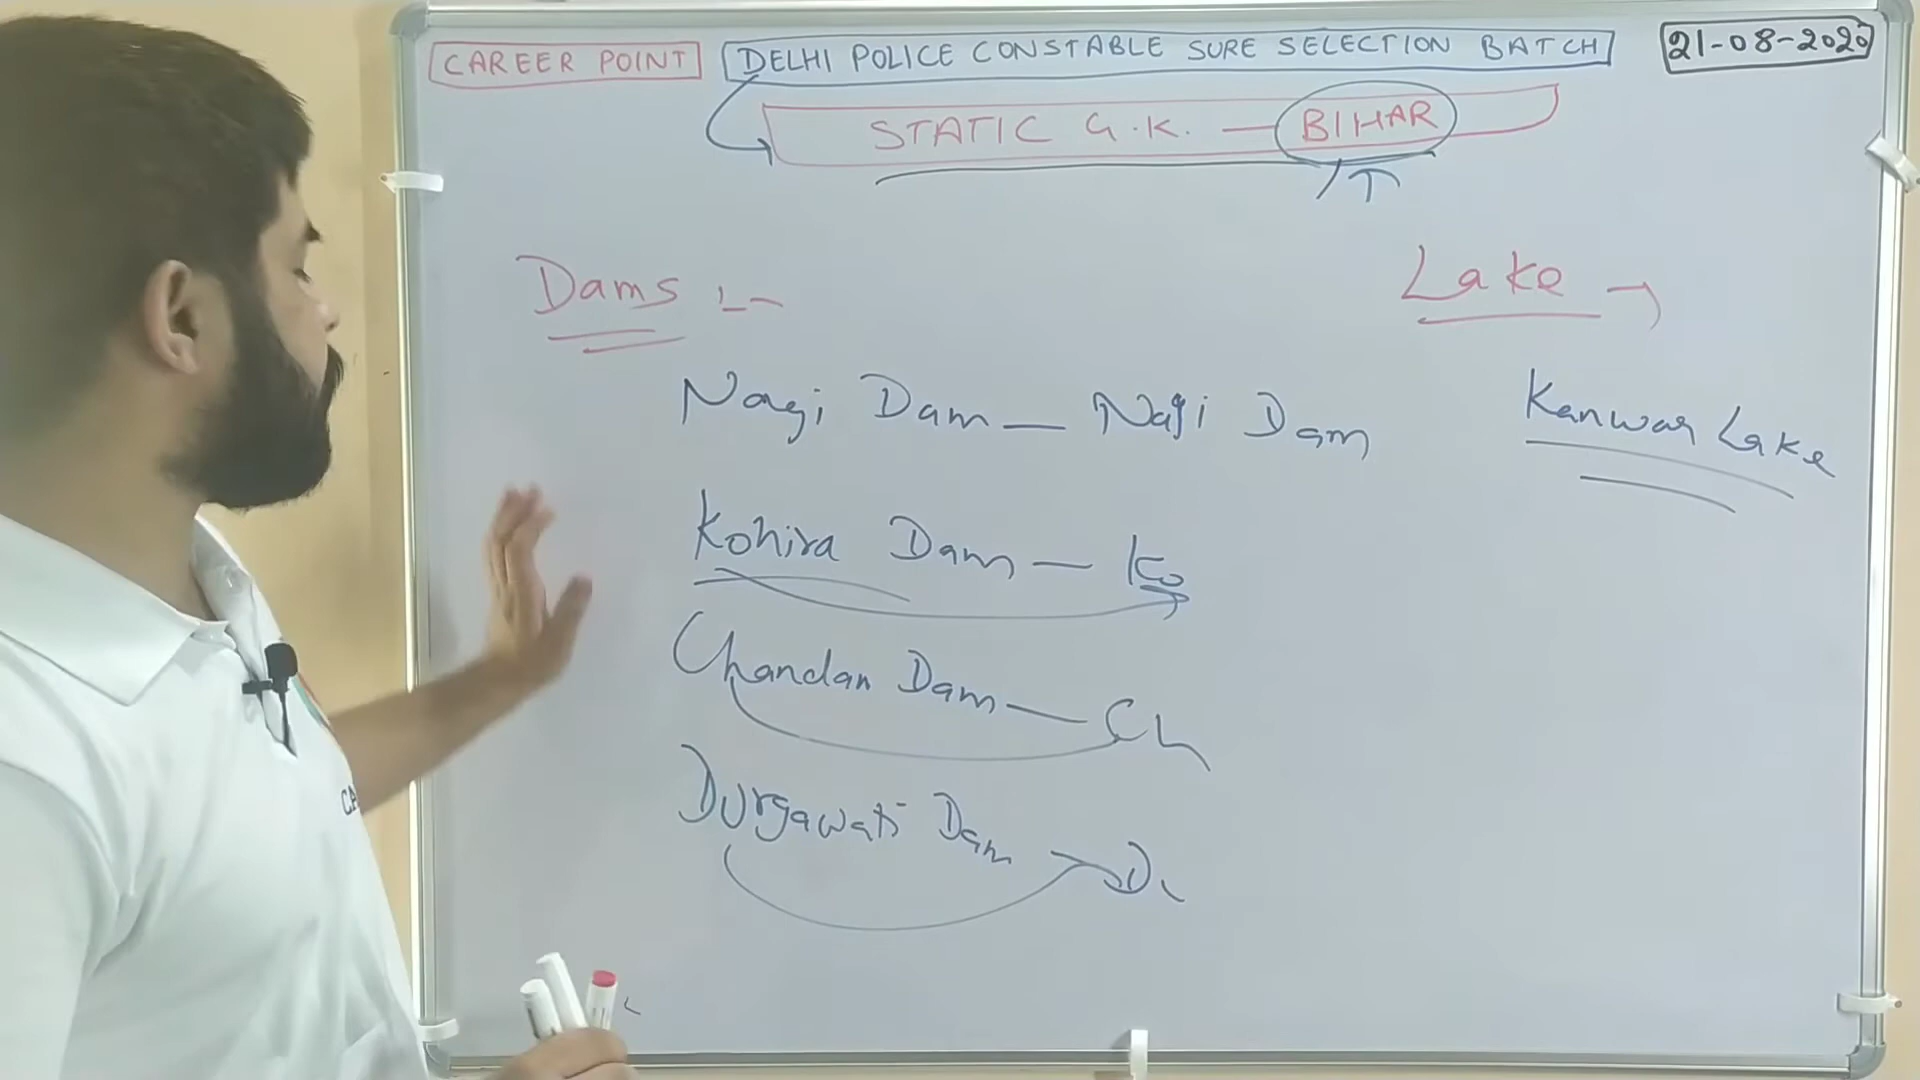 CAREER POINT DELHI POLICE CONSTABLE SURE SELECTION BATCH 21-08-2020
STATIC G.K. — BIHAR
Dams :-
Lake →
Nagi Dam — Nagi Dam
Kanwar Lake
Kohira Dam — Ko
Chandan Dam — Ch
Durgawati Dam
CA